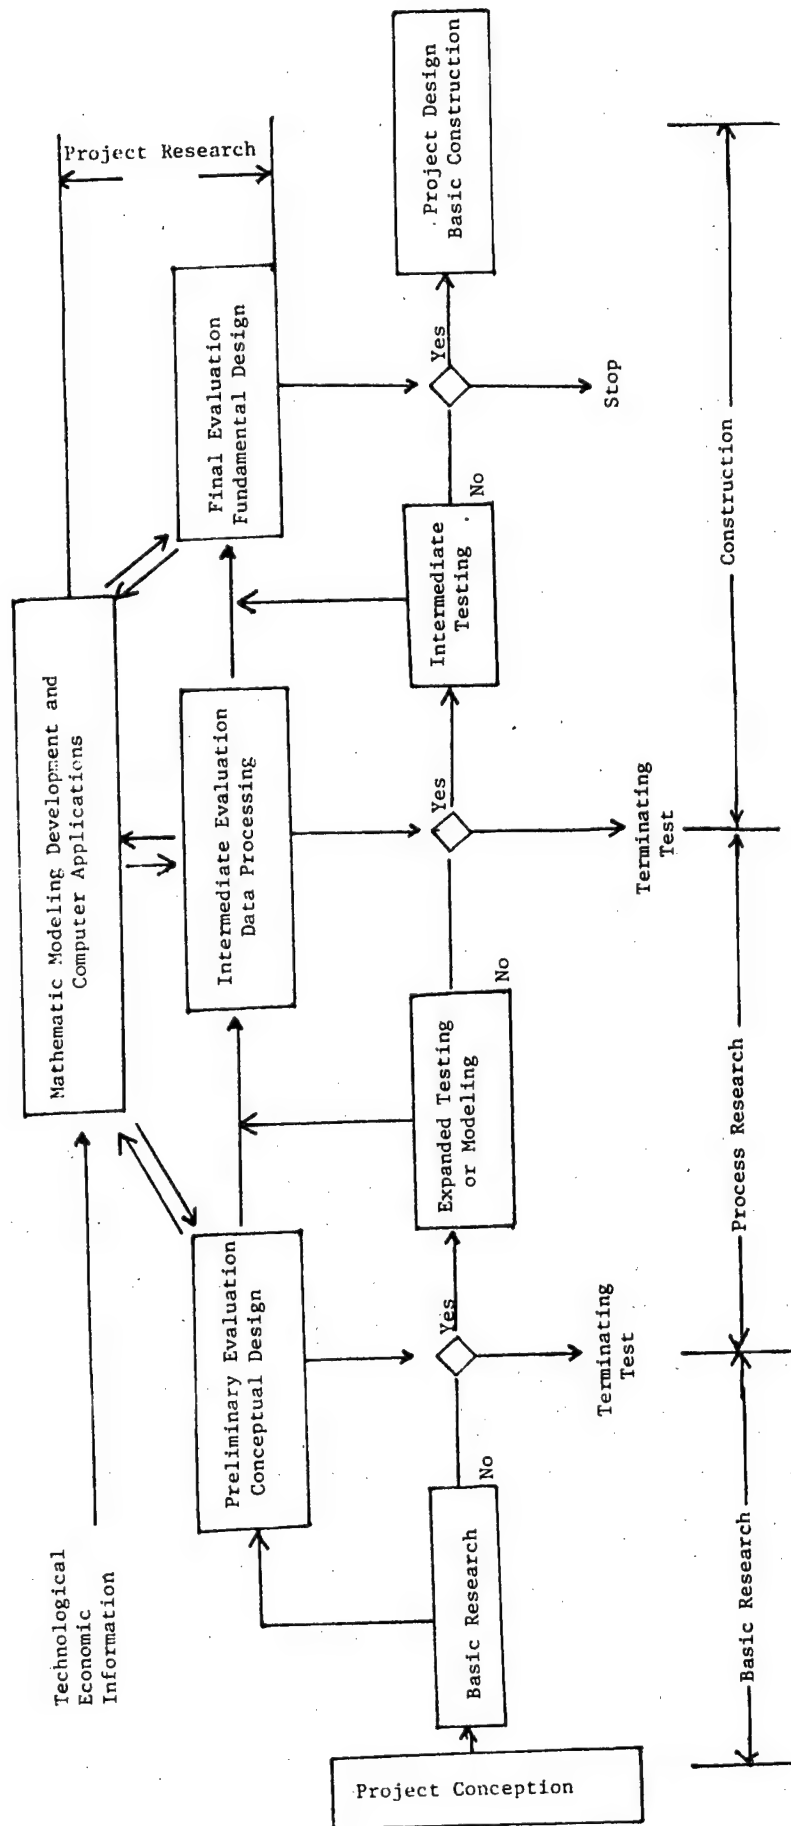 Technological
Economic
Information
Mathematic Modeling Development and
Computer Applications
Project Research
Preliminary Evaluation
Conceptual Design
Intermediate Evaluation
Data Processing
Final Evaluation
Fundamental Design
Project Conception
Basic Research
No
Yes
Expanded Testing
or Modeling
No
Yes
Intermediate
Testing
No
Yes
Project Design
Basic Construction
Terminating
Test
Terminating
Test
Stop
Basic Research
Process Research
Construction